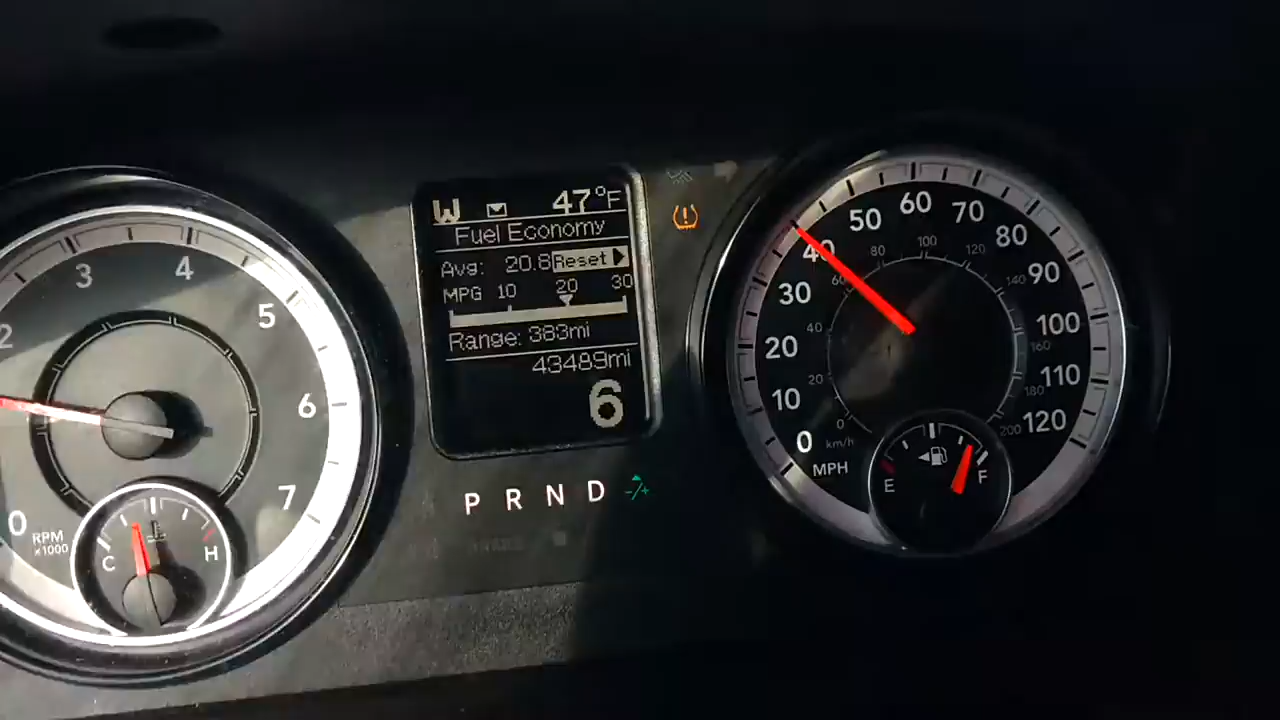 2
3
4
5
6
7
0
RPM
x1000
C
H
W
47°F
Fuel Economy
Avg: 20.8 Reset
MPG 10 20 30
Range: 383mi
43489mi
6
P R N D -/+
0
10
20
30
40
50
60
70
80
90
100
110
120
MPH
0
20
40
60
80
100
120
140
160
180
200
km/h
E
F